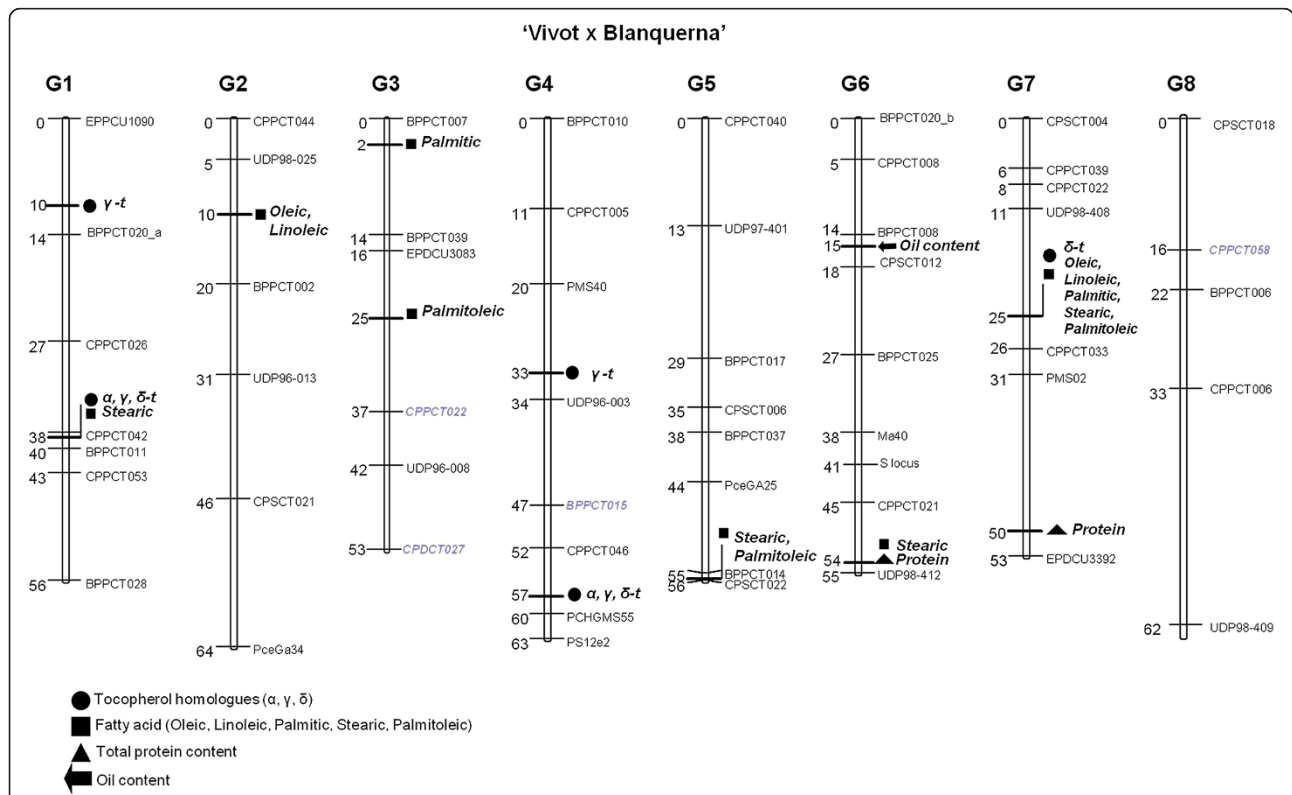 ‘Vivot x Blanquerna’
G1
0 EPPCU1090
10 γ-t
14 BPPCT020_a
27 CPPCT026
α, γ, δ-t
Stearic
38 CPPCT042
40 BPPCT011
43 CPPCT053
56 BPPCT028
G2
0 CPPCT044
5 UDP98-025
10 Oleic,
Linoleic
20 BPPCT002
31 UDP96-013
46 CPSCT021
64 PceGa34
G3
0 BPPCT007
2 Palmitic
14 BPPCT039
16 EPDCU3083
25 Palmitoleic
37 CPPCT022
42 UDP96-008
53 CPDCT027
G4
0 BPPCT010
11 CPPCT005
20 PMS40
33 γ-t
34 UDP96-003
47 BPPCT015
52 CPPCT046
57 α, γ, δ-t
60 PCHGMS55
63 PS12e2
G5
0 CPPCT040
13 UDP97-401
29 BPPCT017
35 CPSCT006
38 BPPCT037
44 PceGA25
Stearic,
Palmitoleic
55 BPPCT014
56 CPSCT022
G6
0 BPPCT020_b
5 CPPCT008
14 BPPCT008
15 Oil content
18 CPSCT012
27 BPPCT025
38 Ma40
41 S locus
45 CPPCT021
Stearic
54 Protein
55 UDP98-412
G7
0 CPSCT004
6 CPPCT039
8 CPPCT022
11 UDP98-408
δ-t
Oleic,
Linoleic,
Palmitic,
Stearic,
25 Palmitoleic
26 CPPCT033
31 PMS02
50 Protein
53 EPDCU3392
G8
0 CPSCT018
16 CPPCT058
22 BPPCT006
33 CPPCT006
62 UDP98-409
Tocopherol homologues (α, γ, δ)
Fatty acid (Oleic, Linoleic, Palmitic, Stearic, Palmitoleic)
Total protein content
Oil content